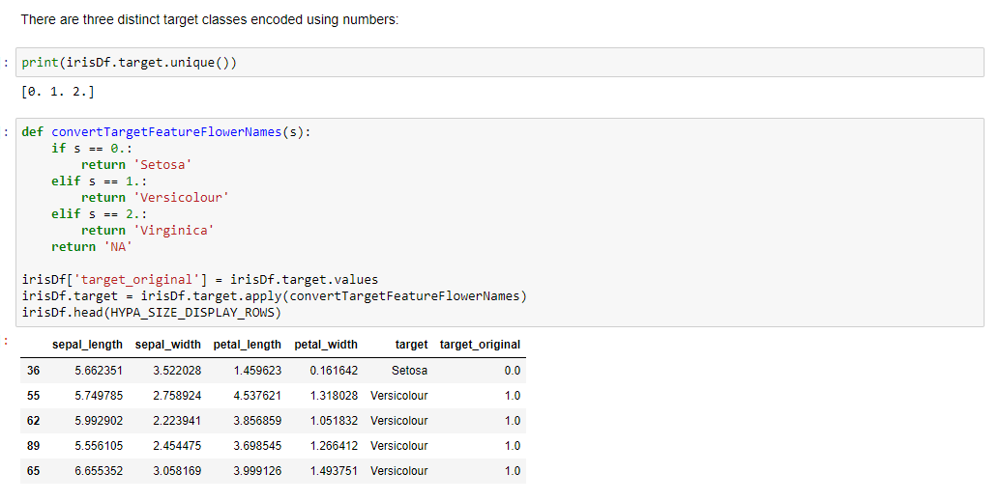 There are three distinct target classes encoded using numbers:
: print(irisDf.target.unique())
[0. 1. 2.]
: def convertTargetFeatureFlowerNames(s):
    if s == 0.:
        return 'Setosa'
    elif s == 1.:
        return 'Versicolour'
    elif s == 2.:
        return 'Virginica'
    return 'NA'
irisDf['target_original'] = irisDf.target.values
irisDf.target = irisDf.target.apply(convertTargetFeatureFlowerNames)
irisDf.head(HYPA_SIZE_DISPLAY_ROWS)
: sepal_length sepal_width petal_length petal_width target target_original
36 5.662351 3.522028 1.459623 0.161642 Setosa 0.0
55 5.749785 2.758924 4.537621 1.318028 Versicolour 1.0
62 5.992902 2.223941 3.856859 1.051832 Versicolour 1.0
89 5.556105 2.454475 3.698545 1.266412 Versicolour 1.0
65 6.655352 3.058169 3.999126 1.493751 Versicolour 1.0